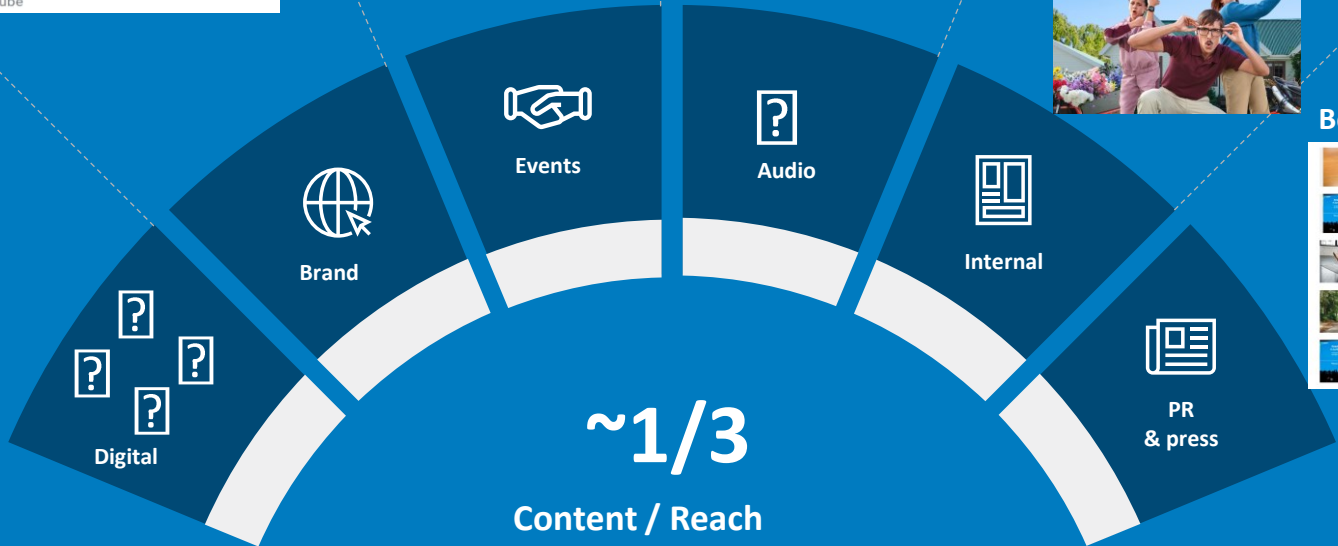 Events
Audio
Brand
Internal
Digital
PR
& press
~1/3
Content / Reach